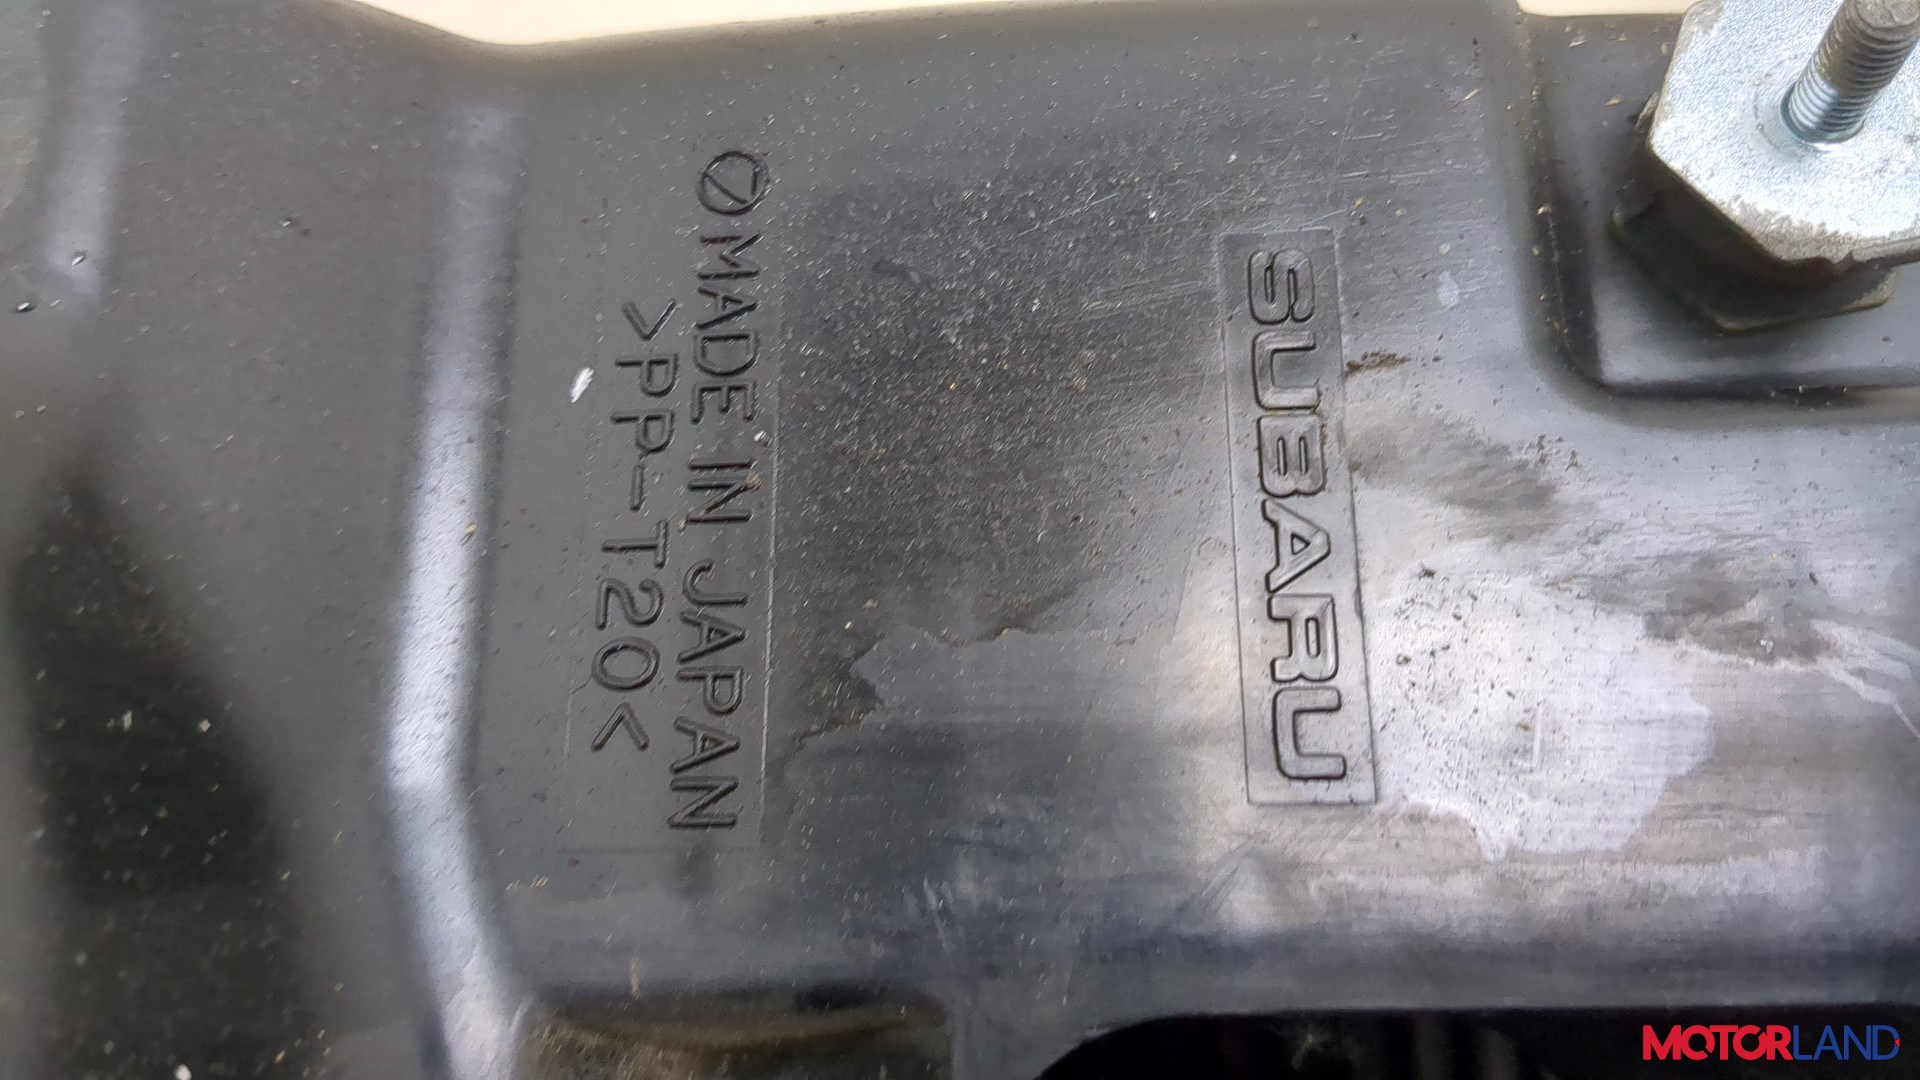 SUBARU
MADE IN JAPAN
>PP-T20<
MOTORLAND